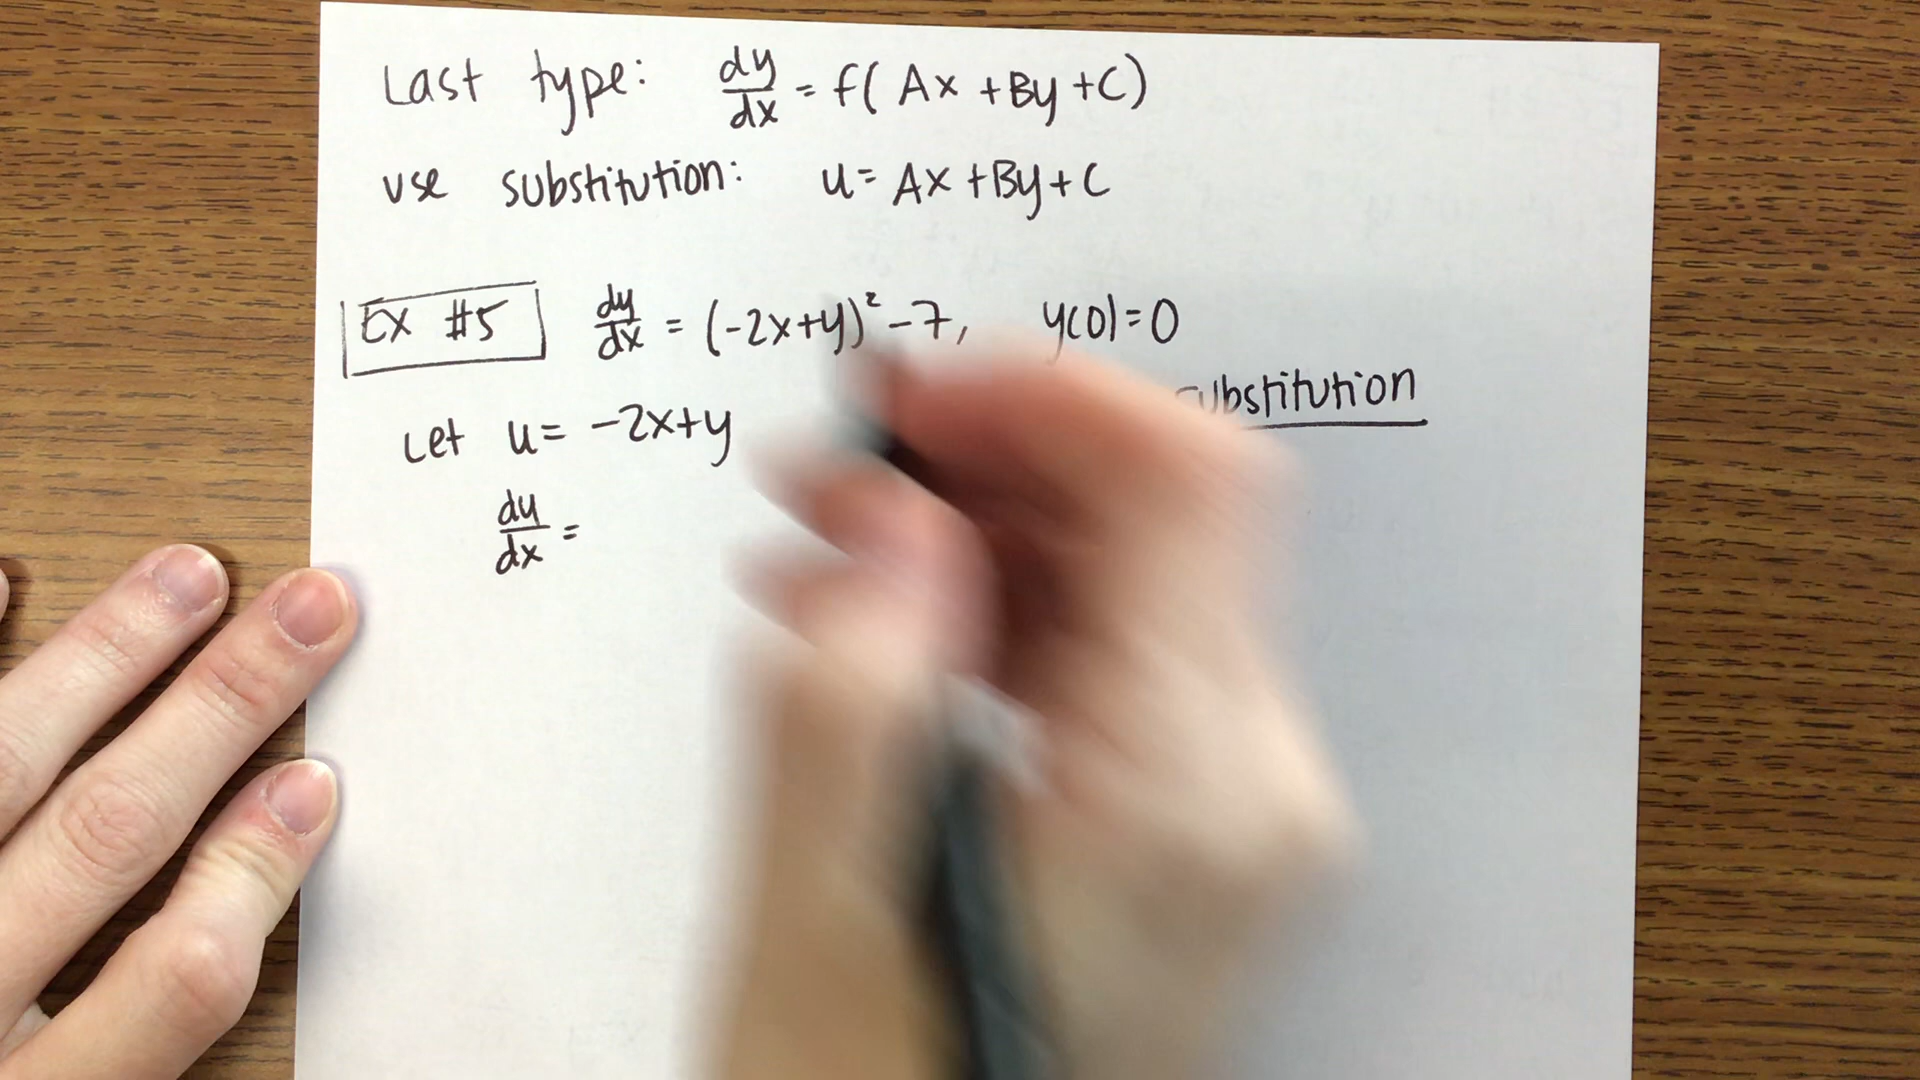 Last type: dy/dx = f( Ax + By + C)
use substitution: u = Ax + By + C
Ex #5 dy/dx = (-2x+y)² - 7, y(0) = 0
substitution
Let u = -2x+y
du/dx =